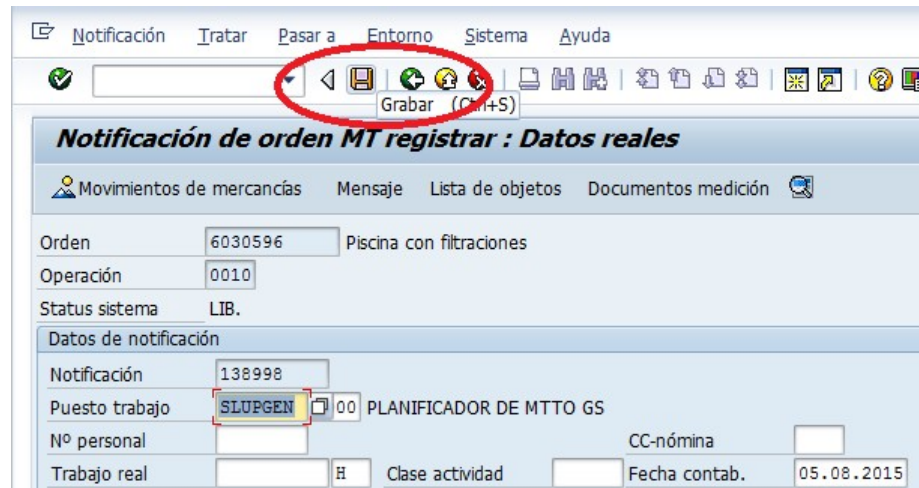 Notificación Tratar Pasar a Entorno Sistema Ayuda
Grabar (Ctrl+S)
Notificación de orden MT registrar : Datos reales
Movimientos de mercancías Mensaje Lista de objetos Documentos medición
Orden 6030596 Piscina con filtraciones
Operación 0010
Status sistema LIB.
Datos de notificación
Notificación 138998
Puesto trabajo SLUPGEN 00 PLANIFICADOR DE MTTO GS
Nº personal CC-nómina
Trabajo real H Clase actividad Fecha contab. 05.08.2015